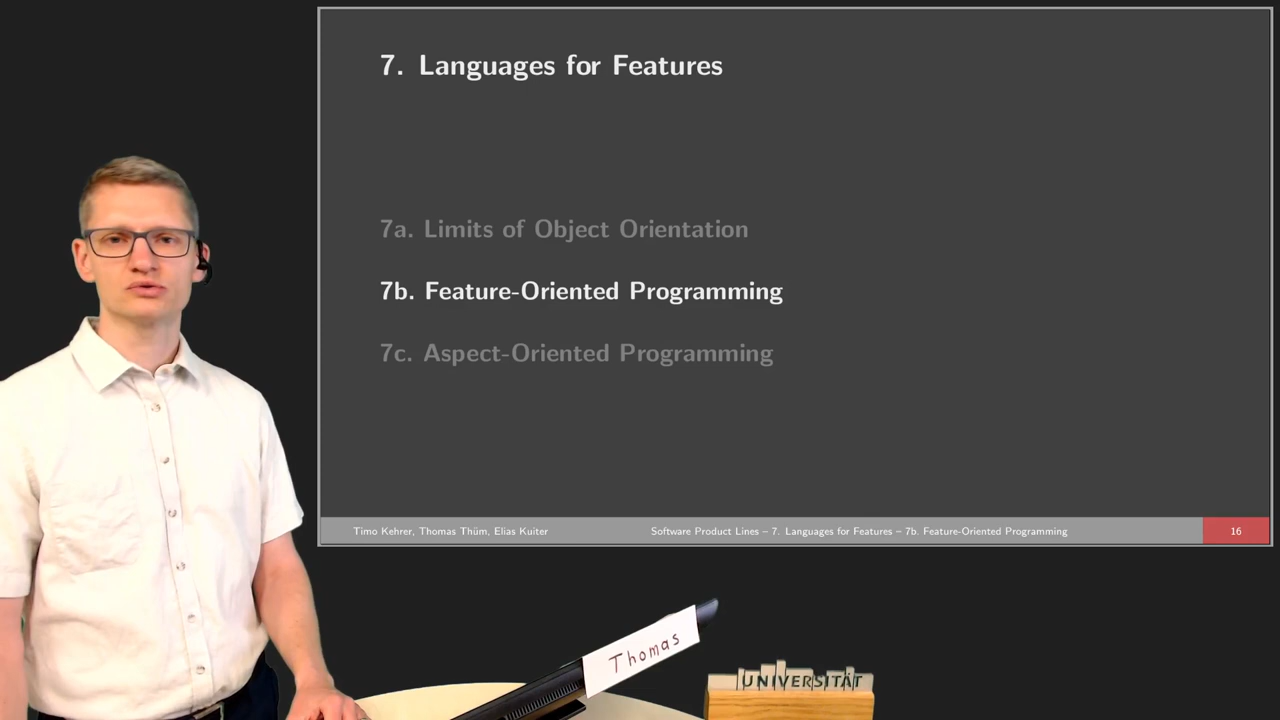 7. Languages for Features
7a. Limits of Object Orientation
7b. Feature-Oriented Programming
7c. Aspect-Oriented Programming
Timo Kehrer, Thomas Thüm, Elias Kuiter
Software Product Lines – 7. Languages for Features – 7b. Feature-Oriented Programming
16
Thomas
UNIVERSITÄT